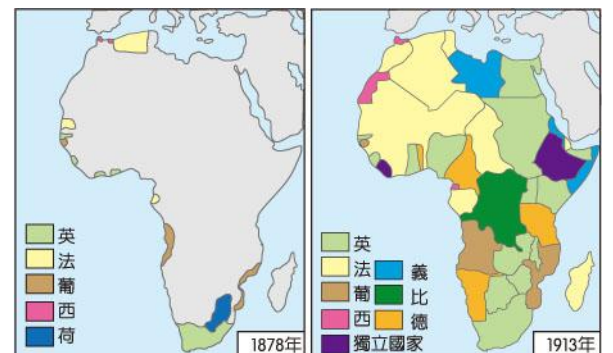 英
法
葡
西
荷
1878年
英
法
葡
西
獨立國家
義
比
德
1913年